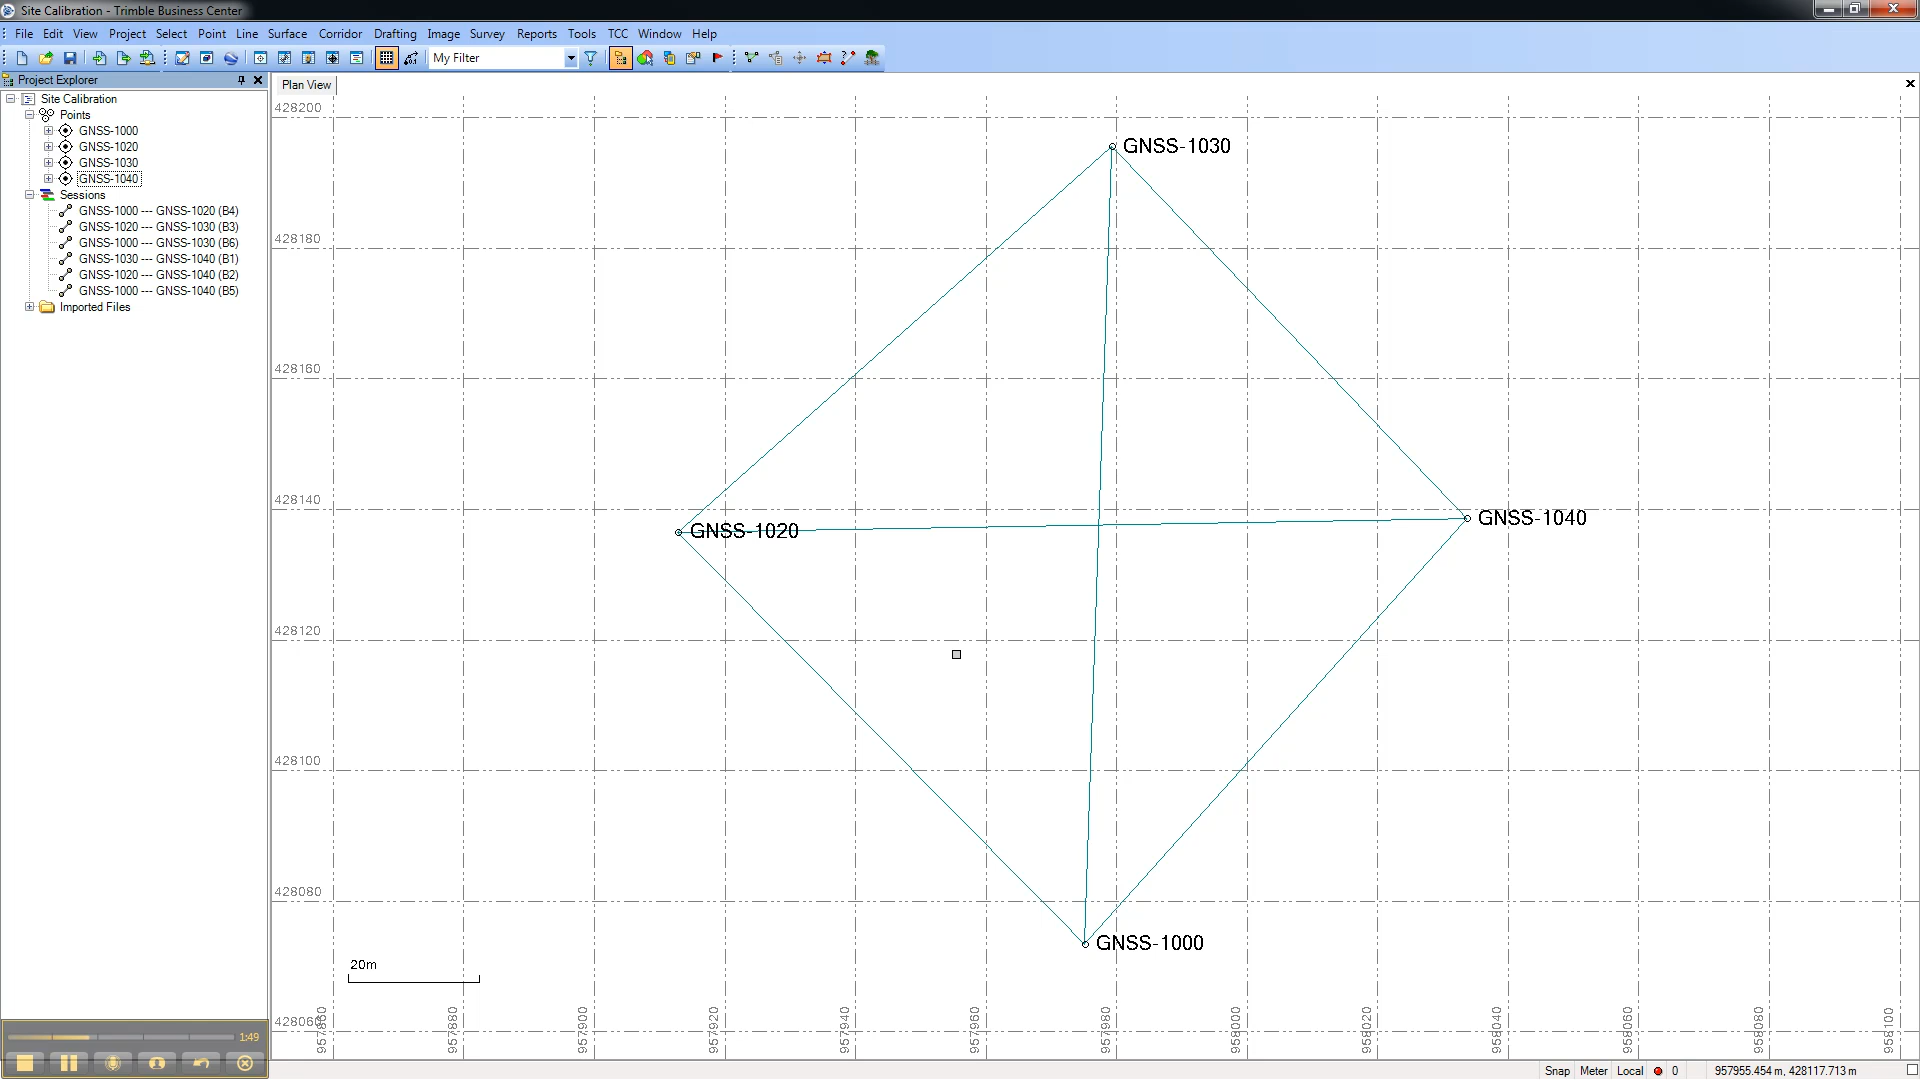 Site Calibration - Trimble Business Center
File Edit View Project Select Point Line Surface Corridor Drafting Image Survey Reports Tools TCC Window Help
My Filter
Project Explorer
Plan View
Site Calibration
Points
GNSS-1000
GNSS-1020
GNSS-1030
GNSS-1040
Sessions
GNSS-1000 --- GNSS-1020 (B4)
GNSS-1020 --- GNSS-1030 (B3)
GNSS-1000 --- GNSS-1030 (B6)
GNSS-1030 --- GNSS-1040 (B1)
GNSS-1020 --- GNSS-1040 (B2)
GNSS-1000 --- GNSS-1040 (B5)
Imported Files
428200
GNSS-1030
428180
428160
428140
GNSS-1040
GNSS-1020
428120
428100
428080
GNSS-1000
20m
428060
957860
957880
957900
957920
957940
957960
957980
958000
958020
958040
958060
958080
958100
1:49
Snap Meter Local 0 957955.454 m, 428117.713 m